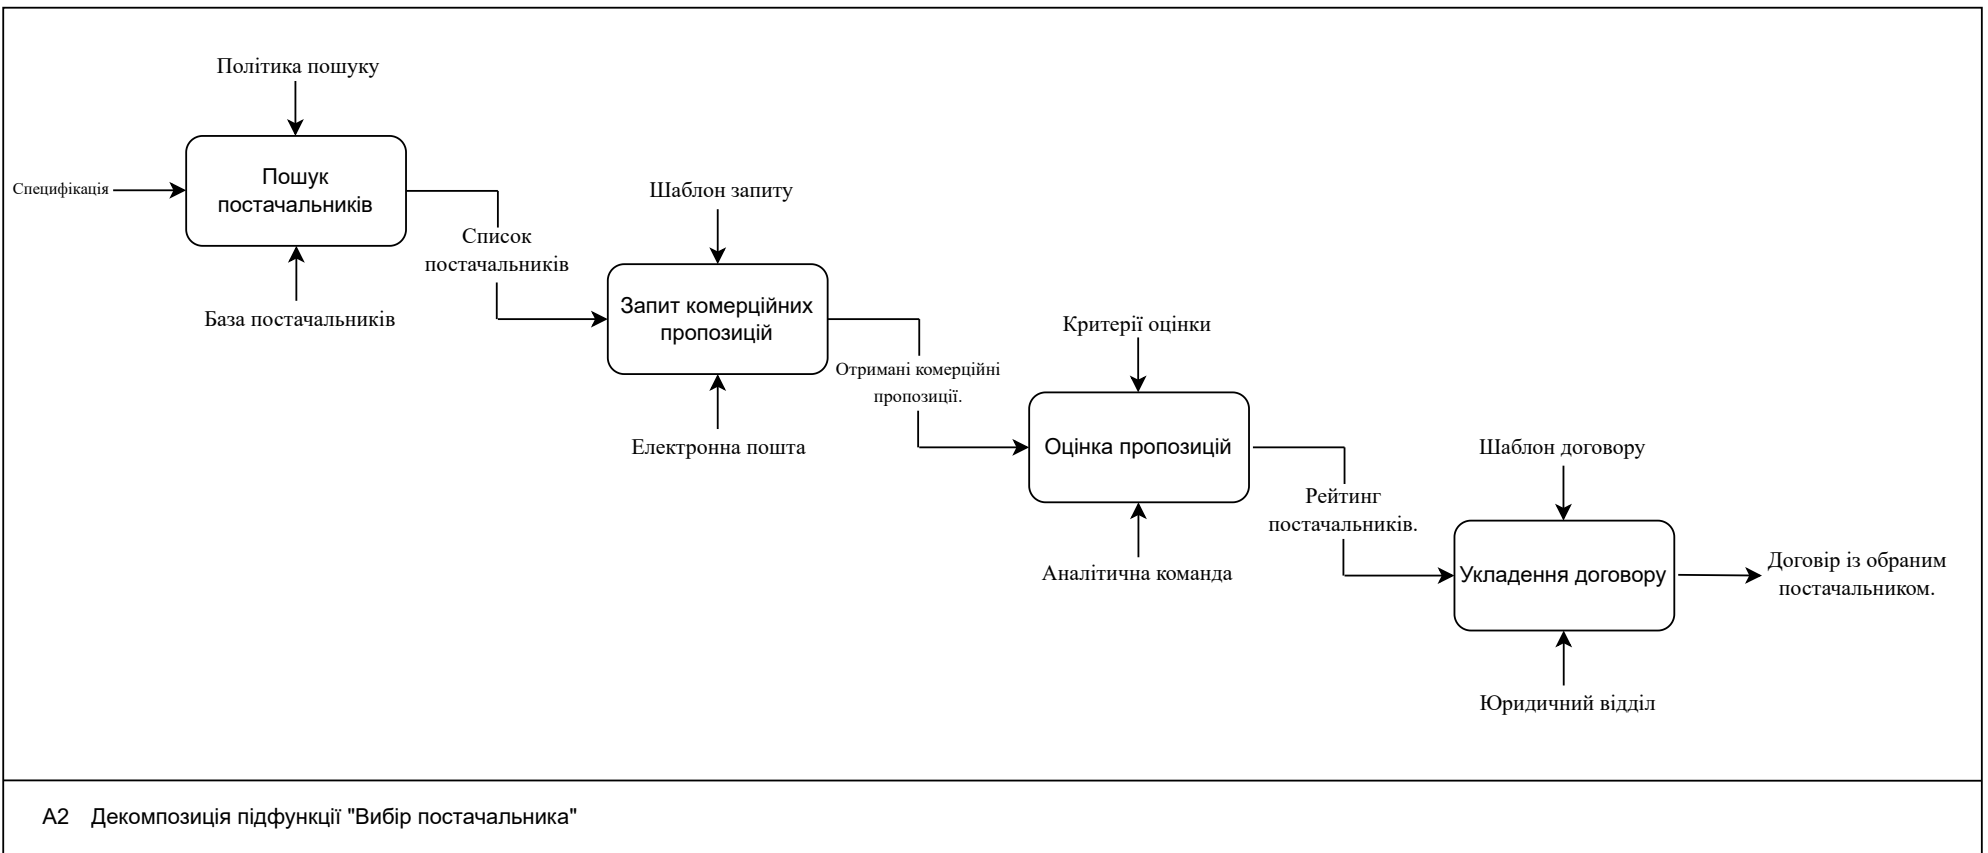 Політика пошуку
Специфікація
Пошук
постачальників
База постачальників
Список
постачальників
Шаблон запиту
Запит комерційних
пропозицій
Електронна пошта
Отримані комерційні
пропозиції.
Критерії оцінки
Оцінка пропозицій
Аналітична команда
Рейтинг
постачальників.
Шаблон договору
Укладення договору
Юридичний відділ
Договір із обраним
постачальником.
А2 Декомпозиція підфункції "Вибір постачальника"